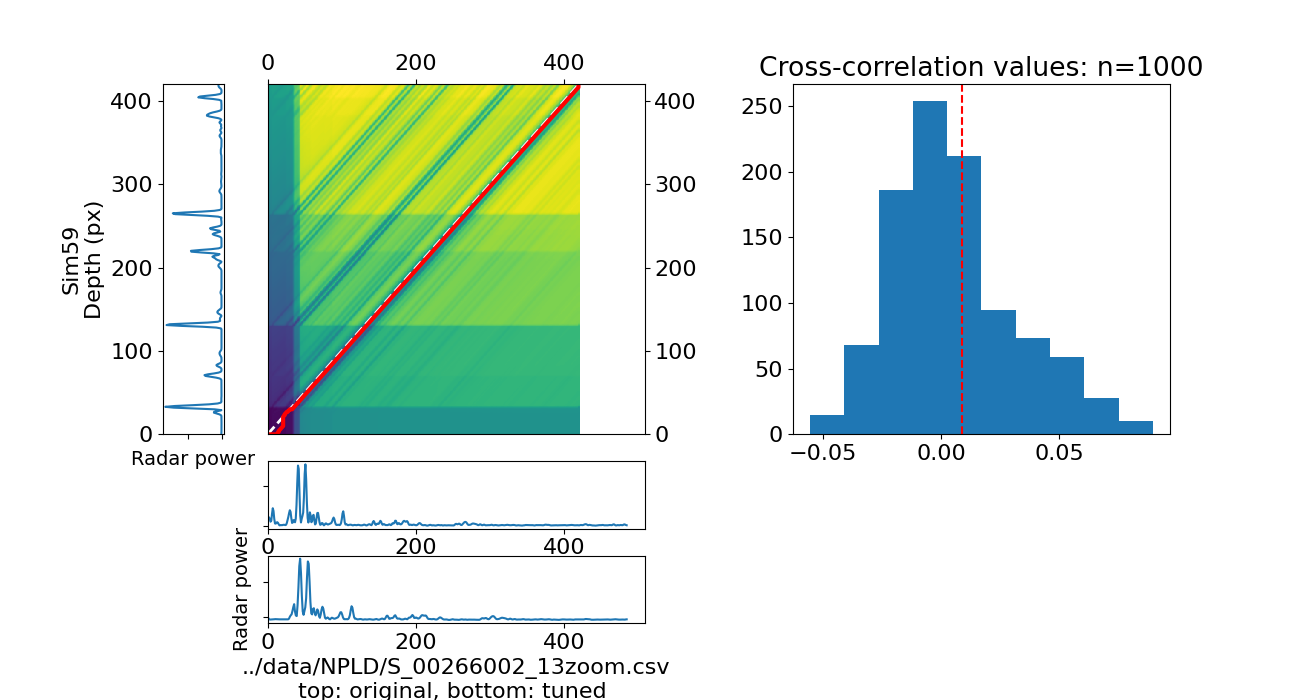 0 200 400
Cross-correlation values: n=1000
400
300
200
100
0
Sim59
Depth (px)
Radar power
400
300
200
100
0
250
200
150
100
50
0
−0.05 0.00 0.05
0 200 400
Radar power
0 200 400
../data/NPLD/S_00266002_13zoom.csv
top: original, bottom: tuned